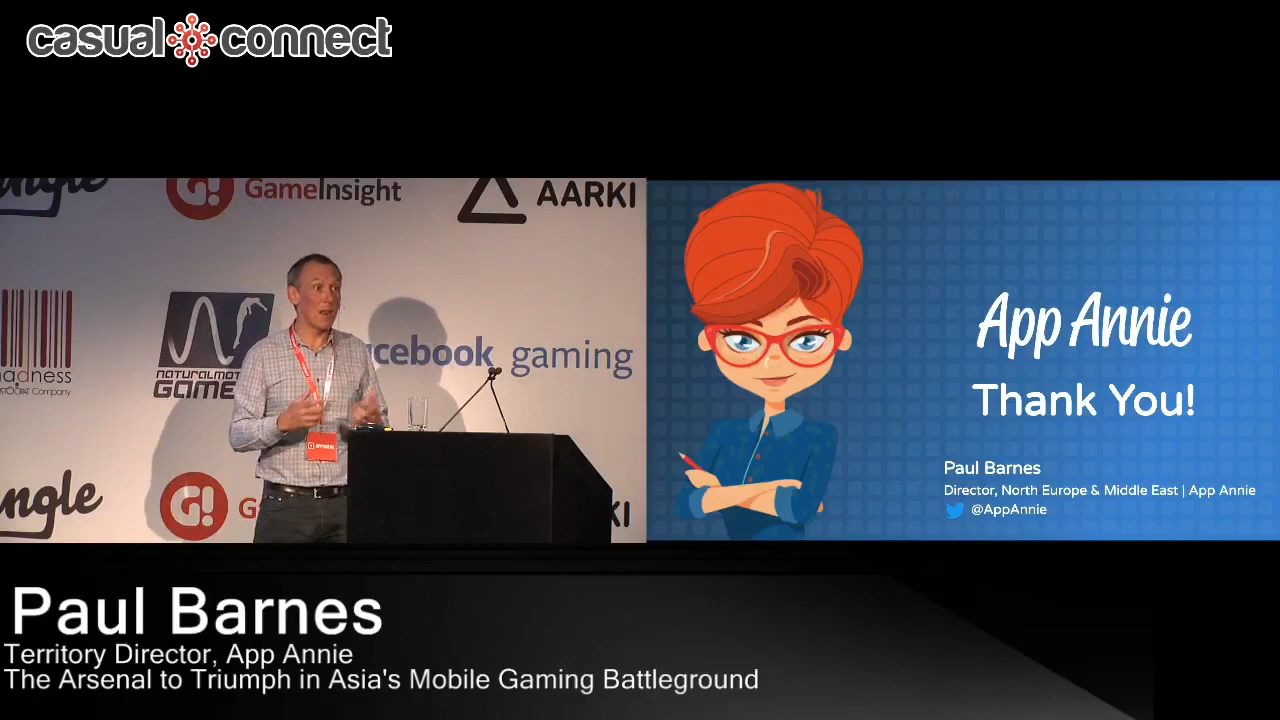 casual connect
GameInsight
AARKI
GAME
facebook gaming
App Annie
Thank You!
Paul Barnes
Director, North Europe & Middle East | App Annie
@AppAnnie
Paul Barnes
Territory Director, App Annie
The Arsenal to Triumph in Asia's Mobile Gaming Battleground